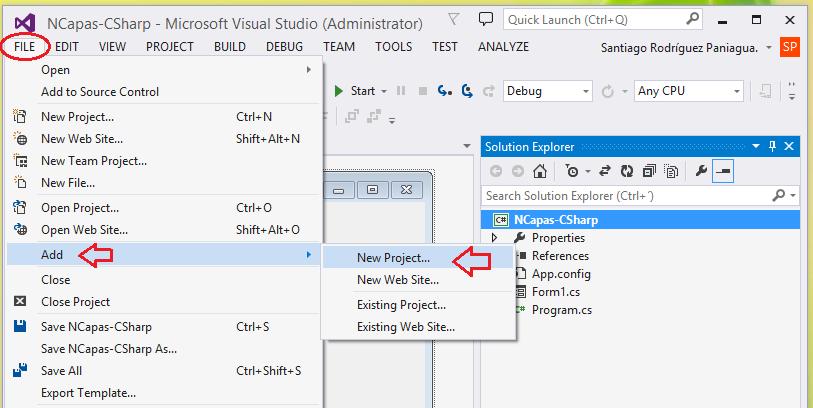 NCapas-CSharp - Microsoft Visual Studio (Administrator)
Quick Launch (Ctrl+Q)
FILE EDIT VIEW PROJECT BUILD DEBUG TEAM TOOLS TEST ANALYZE Santiago Rodríguez Paniagua. SP
Start Debug Any CPU
Open
Add to Source Control
New Project... Ctrl+N
New Web Site... Shift+Alt+N
New Team Project...
New File...
Open Project... Ctrl+O
Open Web Site... Shift+Alt+O
Add
Close
Close Project
Save NCapas-CSharp Ctrl+S
Save NCapas-CSharp As...
Save All Ctrl+Shift+S
Export Template...
New Project...
New Web Site...
Existing Project...
Existing Web Site...
Solution Explorer
Search Solution Explorer (Ctrl+´)
C# NCapas-CSharp
Properties
References
App.config
Form1.cs
Program.cs